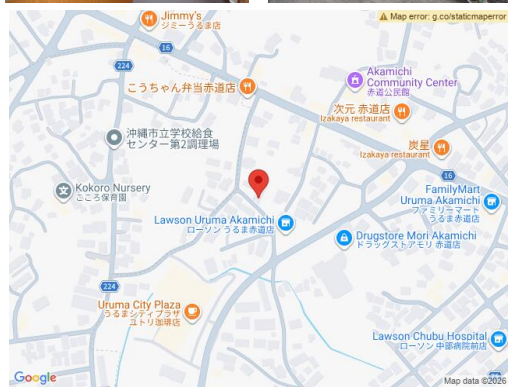 Jimmy's
ジミーうるま店
Map error: g.co/staticmaperror
16
224
こうちゃん弁当赤道店
Akamichi
Community Center
赤道公民館
次元 赤道店
Izakaya restaurant
沖縄市立学校給食
センター第2調理場
炭星
Izakaya restaurant
16
Kokoro Nursery
こころ保育園
FamilyMart
Uruma Akamichi
ファミリーマート
うるま赤道店
Lawson Uruma Akamichi
ローソン うるま赤道店
Drugstore Mori Akamichi
ドラッグストアモリ 赤道店
224
Uruma City Plaza
うるまシティプラザ
ユトリ珈琲店
Lawson Chubu Hospital
ローソン 中部病院前店
Google
Map data ©2026